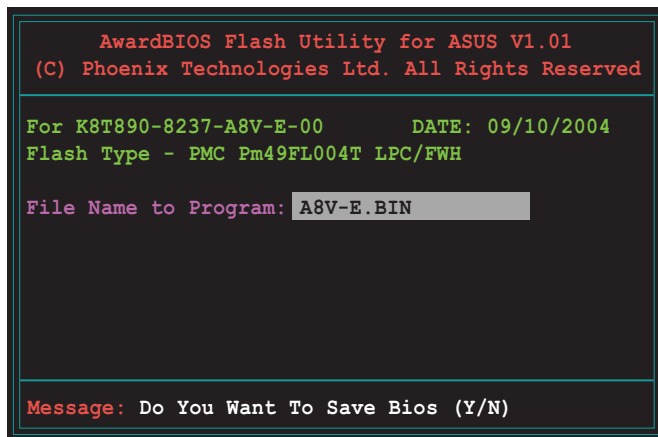 AwardBIOS Flash Utility for ASUS V1.01
(C) Phoenix Technologies Ltd. All Rights Reserved
For K8T890-8237-A8V-E-00 DATE: 09/10/2004
Flash Type - PMC Pm49FL004T LPC/FWH
File Name to Program: A8V-E.BIN
Message: Do You Want To Save Bios (Y/N)